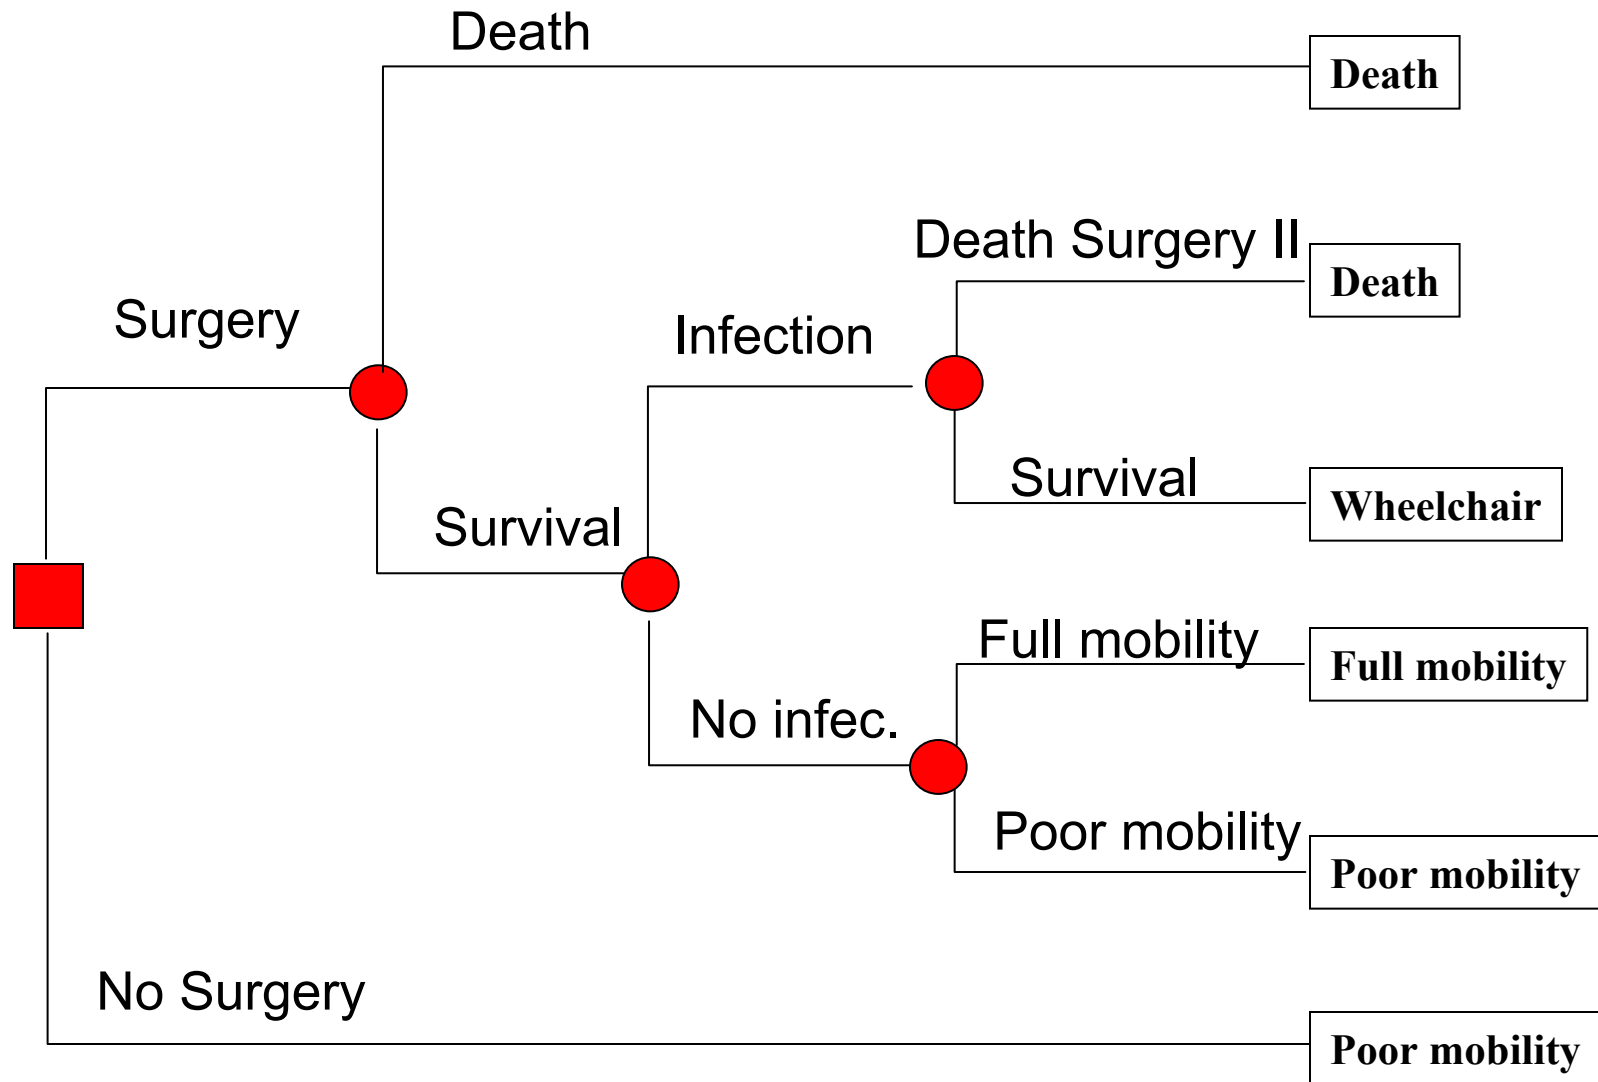 Death
Death
Death Surgery II
Death
Surgery
Infection
Survival
Wheelchair
Survival
Full mobility
Full mobility
No infec.
Poor mobility
Poor mobility
No Surgery
Poor mobility